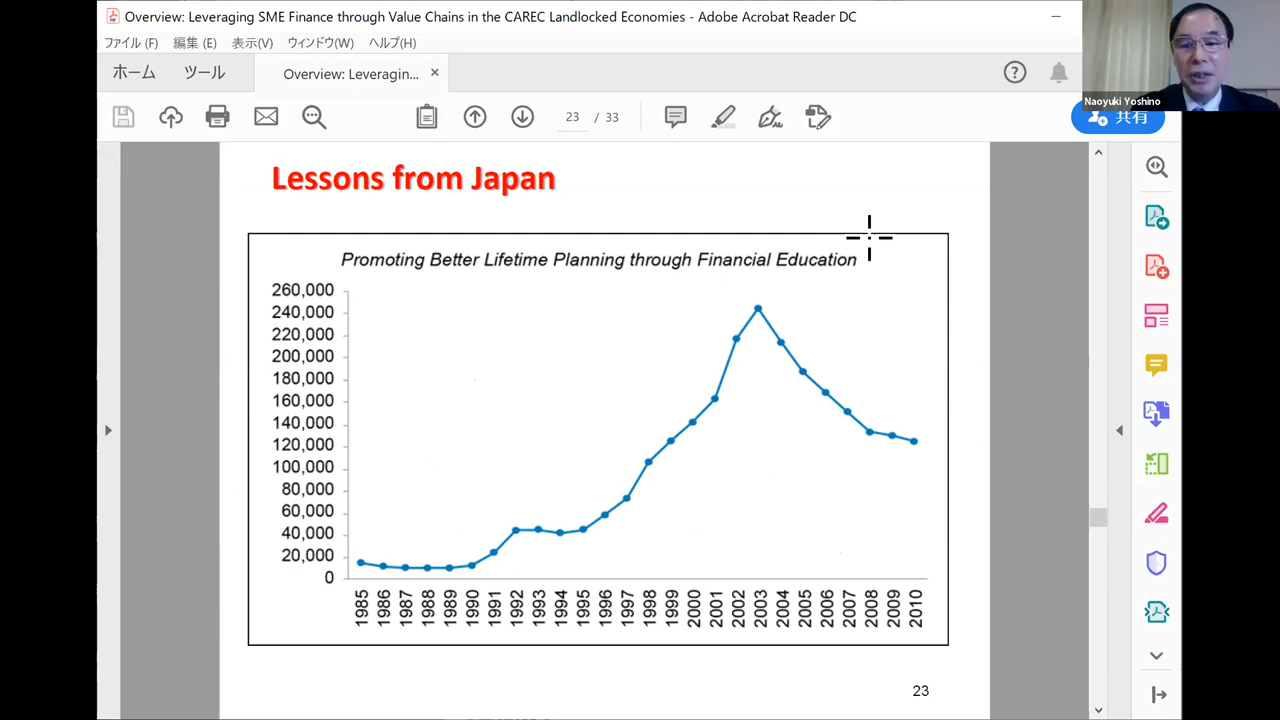 Overview: Leveraging SME Finance through Value Chains in the CAREC Landlocked Economies - Adobe Acrobat Reader DC
ファイル (F) 編集 (E) 表示(V) ウィンドウ(W) ヘルプ(H)
ホーム ツール Overview: Leveragin... ×
Naoyuki Yoshino
23 / 33
共有
Lessons from Japan
Promoting Better Lifetime Planning through Financial Education
260,000
240,000
220,000
200,000
180,000
160,000
140,000
120,000
100,000
80,000
60,000
40,000
20,000
0
1985 1986 1987 1988 1989 1990 1991 1992 1993 1994 1995 1996 1997 1998 1999 2000 2001 2002 2003 2004 2005 2006 2007 2008 2009 2010
23